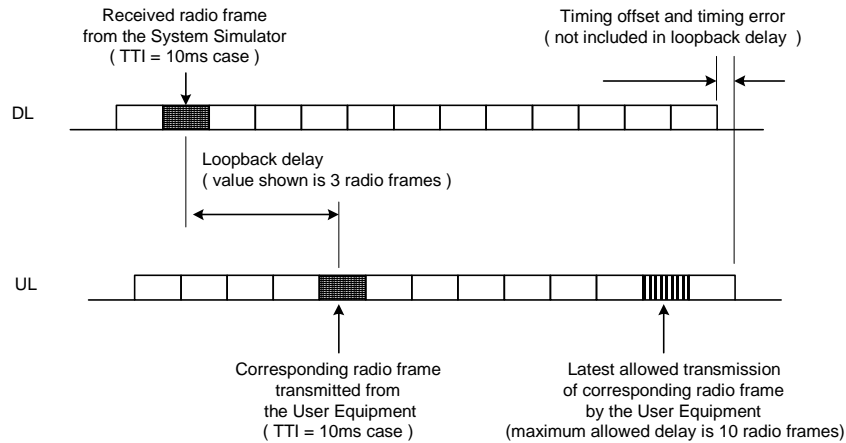 Received radio frame
from the System Simulator
( TTI = 10ms case )
Timing offset and timing error
( not included in loopback delay )
DL
Loopback delay
( value shown is 3 radio frames )
UL
Corresponding radio frame
transmitted from
the User Equipment
( TTI = 10ms case )
Latest allowed transmission
of corresponding radio frame
by the User Equipment
(maximum allowed delay is 10 radio frames)